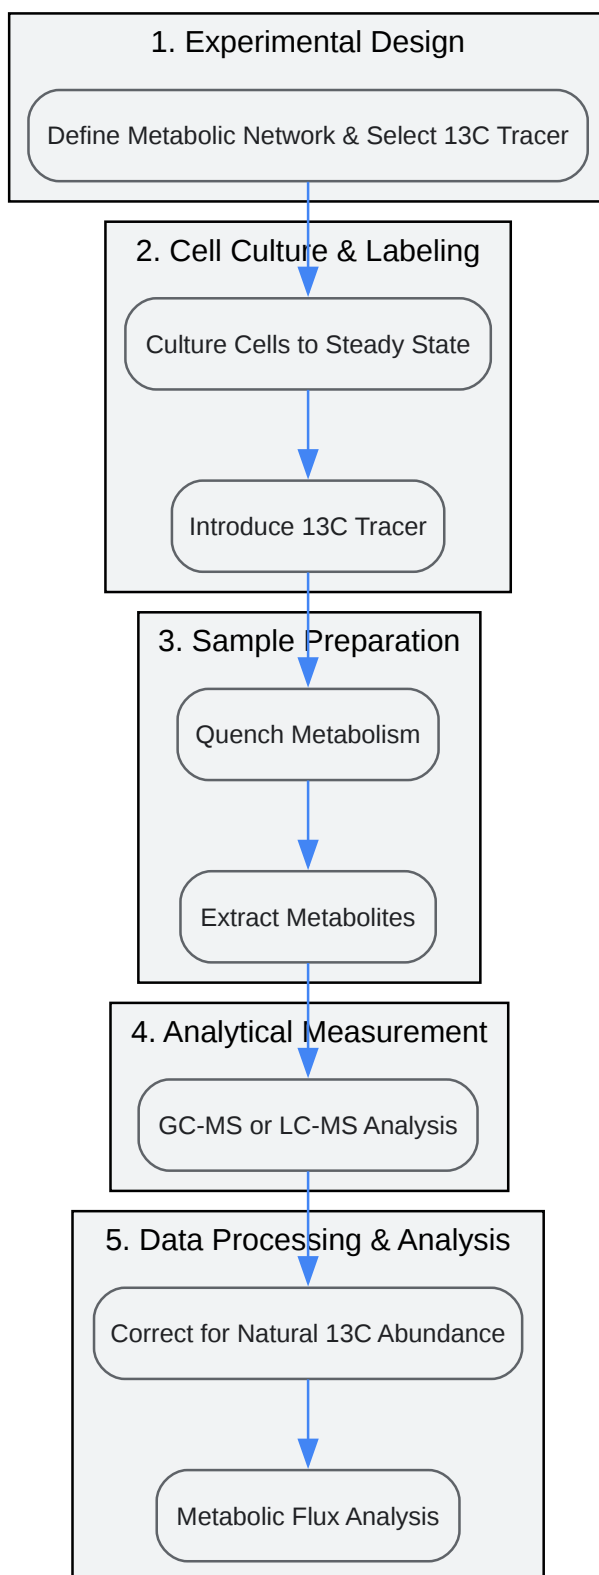 1. Experimental Design
Define Metabolic Network & Select 13C Tracer
2. Cell Culture & Labeling
Culture Cells to Steady State
Introduce 13C Tracer
3. Sample Preparation
Quench Metabolism
Extract Metabolites
4. Analytical Measurement
GC-MS or LC-MS Analysis
5. Data Processing & Analysis
Correct for Natural 13C Abundance
Metabolic Flux Analysis